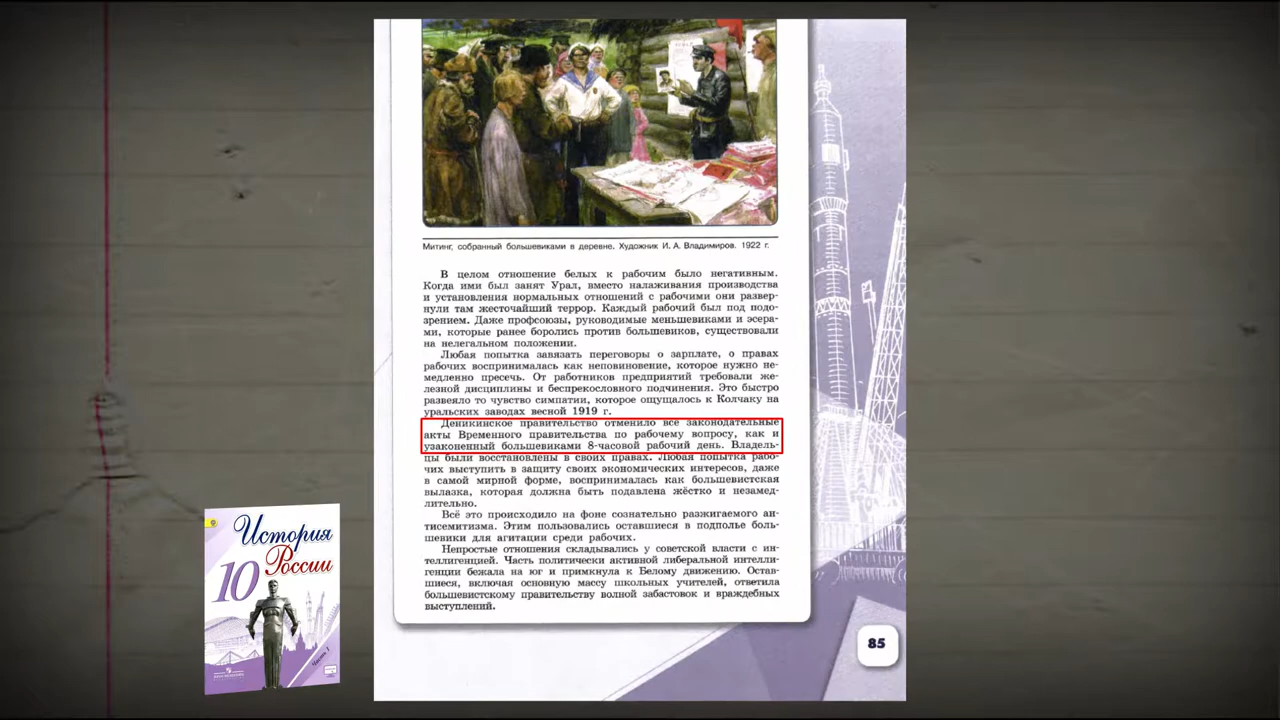 Митинг, собранный большевиками в деревне. Художник И. А. Владимиров. 1922 г.
В целом отношение белых к рабочим было негативным.
Когда ими был занят Урал, вместо налаживания производства
и установления нормальных отношений с рабочими они развер-
нули там жесточайший террор. Каждый рабочий был под подо-
зрением. Даже профсоюзы, руководимые меньшевиками и эсера-
ми, которые ранее боролись против большевиков, существовали
на нелегальном положении.
Любая попытка завязать переговоры о зарплате, о правах
рабочих воспринималась как неповиновение, которое нужно не-
медленно пресечь. От работников предприятий требовали же-
лезной дисциплины и беспрекословного подчинения. Это быстро
развеяло то чувство симпатии, которое ощущалось к Колчаку на
уральских заводах весной 1919 г.
Деникинское правительство отменило все законодательные
акты Временного правительства по рабочему вопросу, как и
узаконенный большевиками 8-часовой рабочий день. Владель-
цы были восстановлены в своих правах. Любая попытка рабо-
чих выступить в защиту своих экономических интересов, даже
в самой мирной форме, воспринималась как большевистская
вылазка, которая должна быть подавлена жёстко и незамед-
лительно.
Всё это происходило на фоне сознательно разжигаемого ан-
тисемитизма. Этим пользовались оставшиеся в подполье боль-
шевики для агитации среди рабочих.
Непростые отношения складывались у советской власти с ин-
теллигенцией. Часть политически активной либеральной интелли-
генции бежала на юг и примкнула к Белому движению. Остав-
шиеся, включая основную массу школьных учителей, ответила
большевистскому правительству волной забастовок и враждебных
выступлений.
85
История
России
10
Часть 1